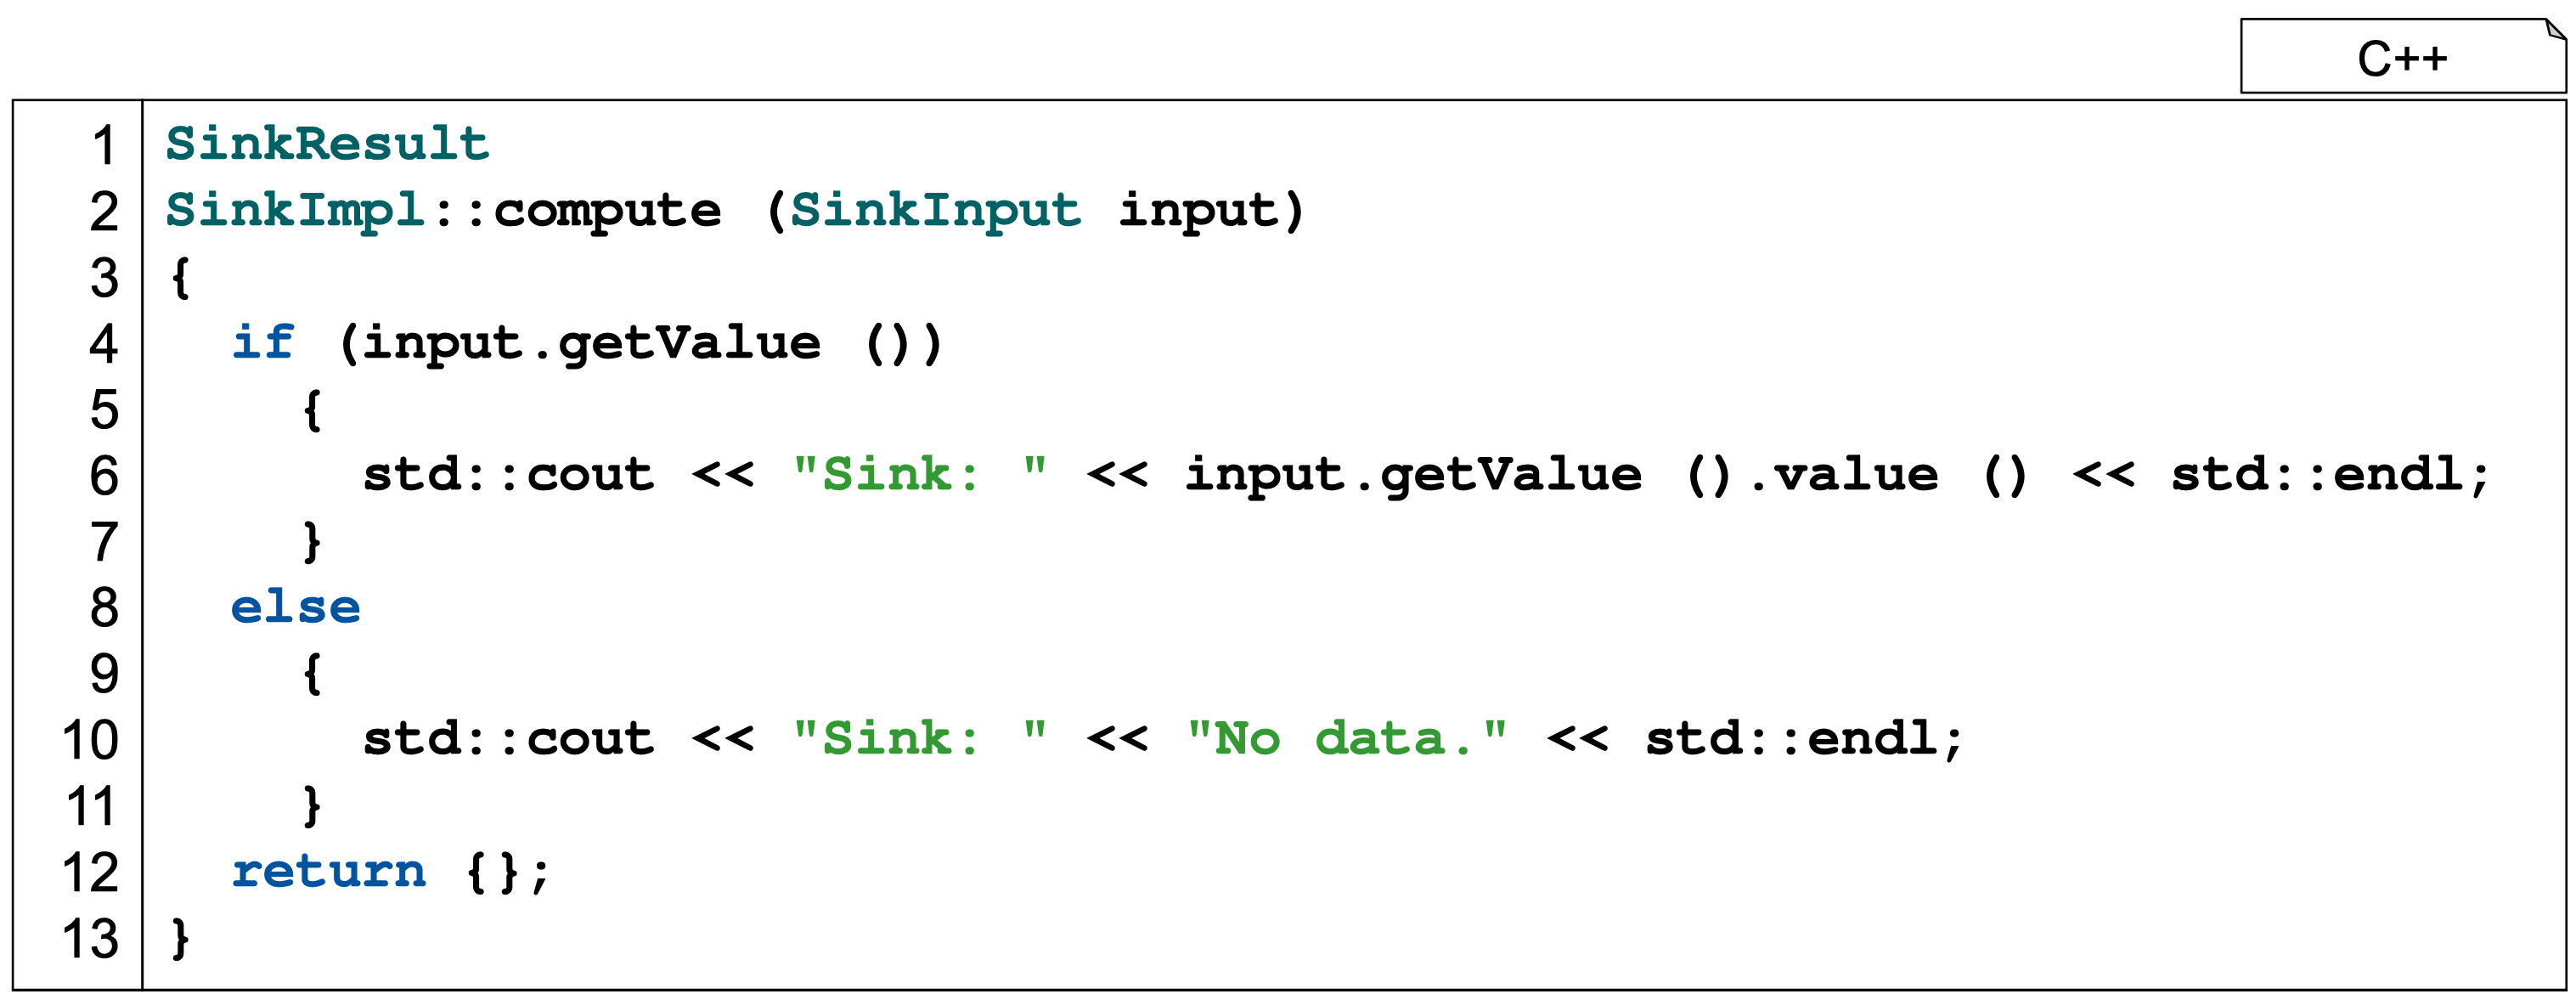 C++
1 SinkResult
2 SinkImpl::compute (SinkInput input)
3 {
4   if (input.getValue ())
5     {
6       std::cout << "Sink: " << input.getValue ().value () << std::endl;
7     }
8   else
9     {
10       std::cout << "Sink: " << "No data." << std::endl;
11     }
12   return {};
13 }